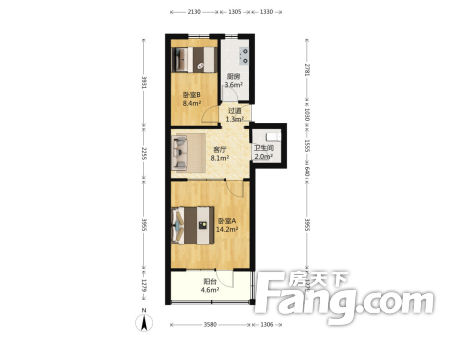 2130 1305 1330
3931
2255
3955
1279
2781
1030
1555
640
3955
卧室B
8.4m²
厨房
3.6m²
过道
1.3m²
客厅
8.1m²
卫生间
2.0m²
卧室A
14.2m²
阳台
4.6m²
房天下
Fang.com
N
3580 1306